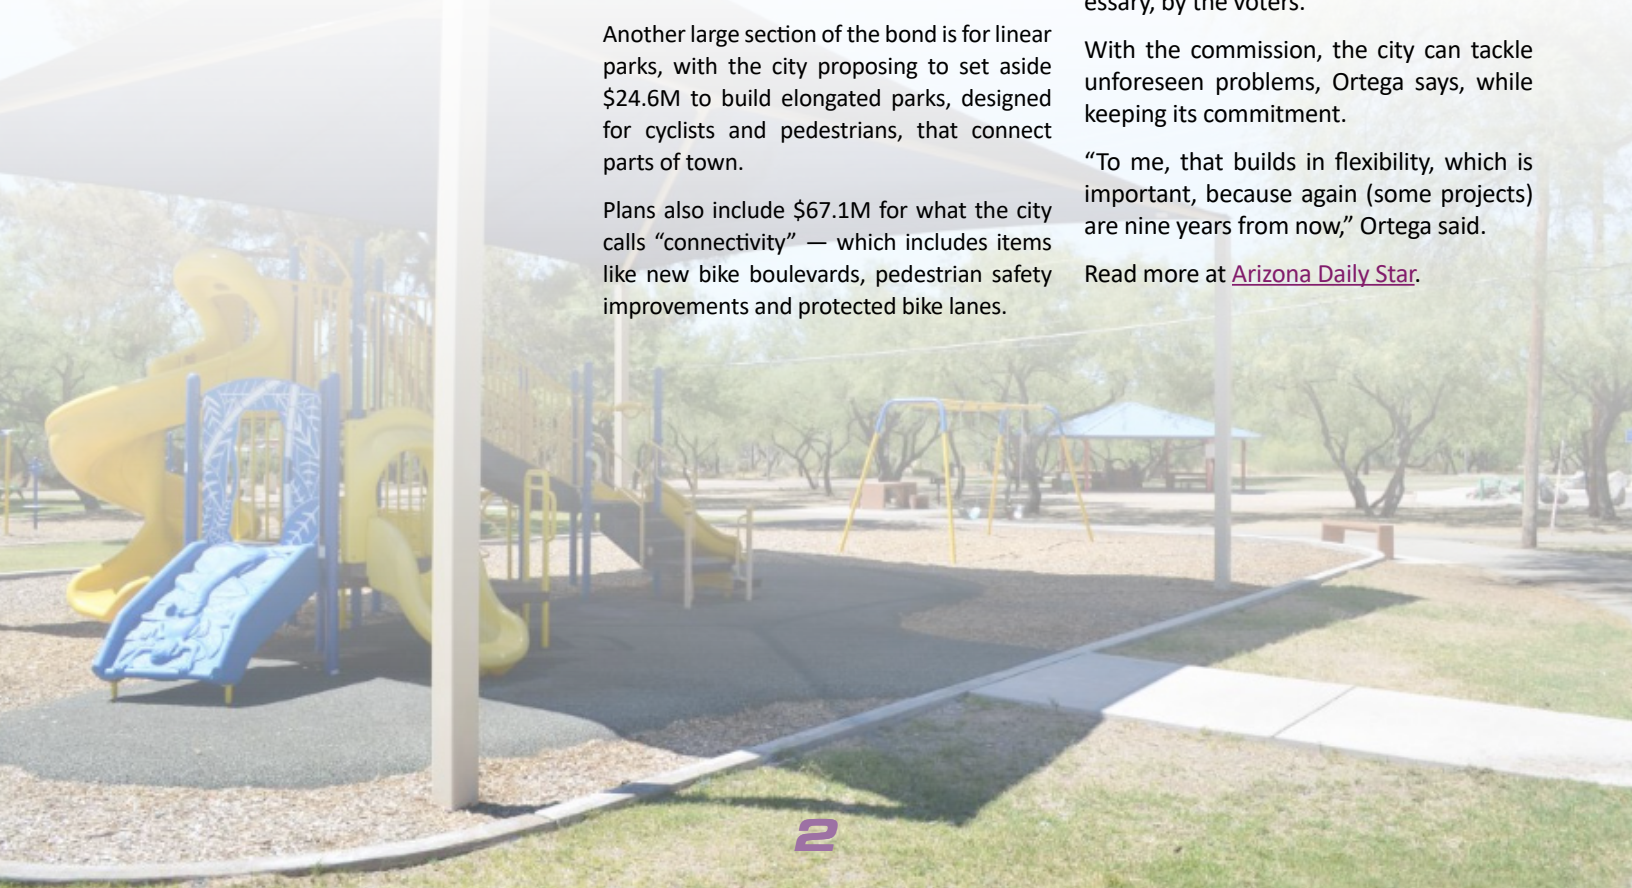 Another large section of the bond is for linear
parks, with the city proposing to set aside
$24.6M to build elongated parks, designed
for cyclists and pedestrians, that connect
parts of town.
Plans also include $67.1M for what the city
calls “connectivity” — which includes items
like new bike boulevards, pedestrian safety
improvements and protected bike lanes.
essary, by the voters.
With the commission, the city can tackle
unforeseen problems, Ortega says, while
keeping its commitment.
“To me, that builds in flexibility, which is
important, because again (some projects)
are nine years from now,” Ortega said.
Read more at Arizona Daily Star.
2